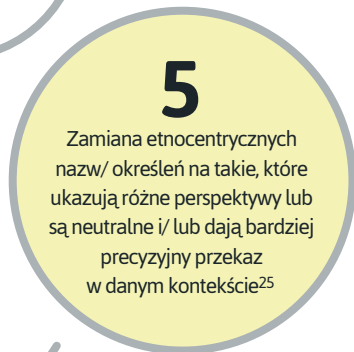 5
Zamiana etnocentrycznych
nazw/ określeń na takie, które
ukazują różne perspektywy lub
są neutralne i/ lub dają bardziej
precyzyjny przekaz
w danym kontekście25